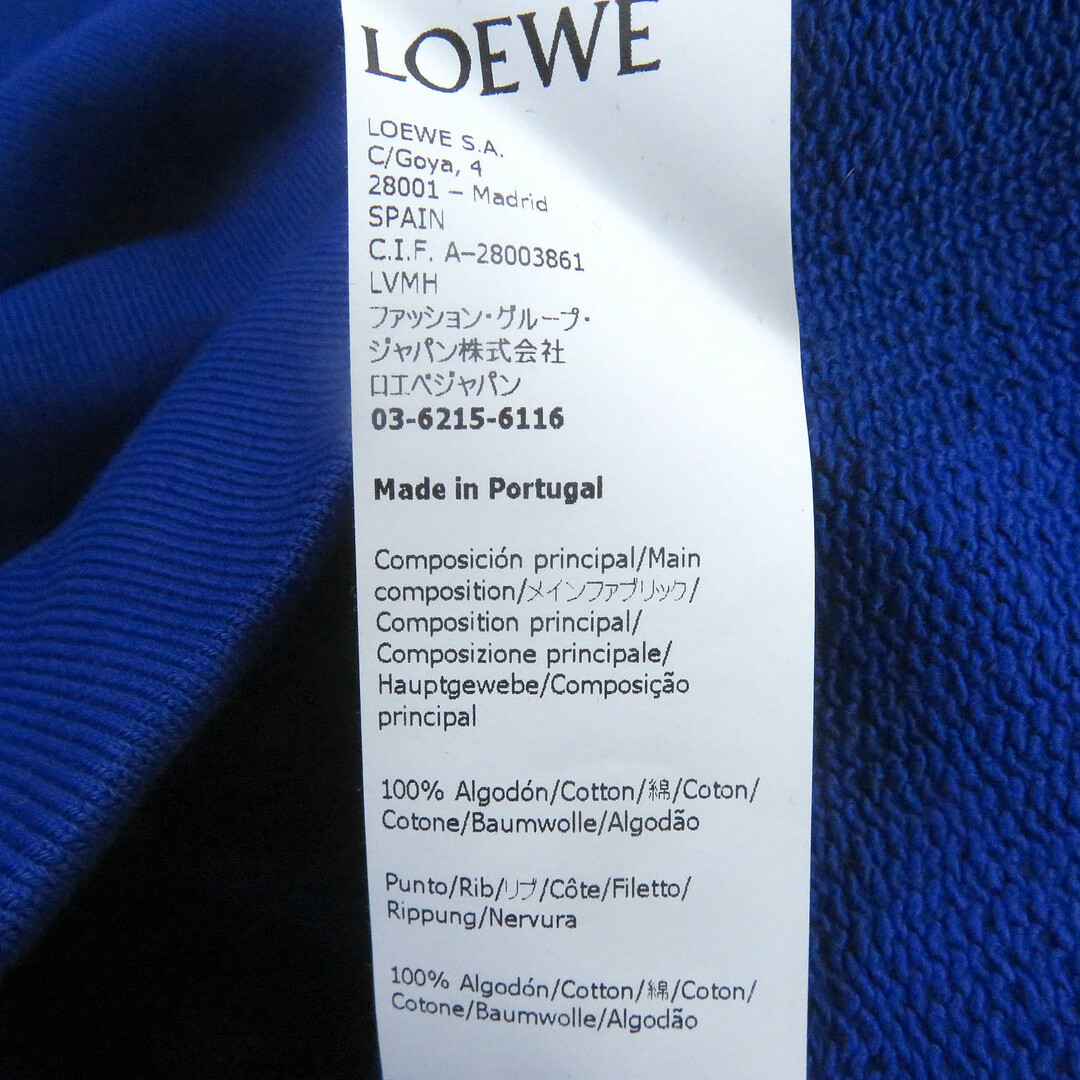 LOEWE
LOEWE S.A.
C/Goya, 4
28001 – Madrid
SPAIN
C.I.F. A–28003861
LVMH
ファッション・グループ・
ジャパン株式会社
ロエベジャパン
03-6215-6116
Made in Portugal
Composición principal/Main
composition/メインファブリック/
Composition principal/
Composizione principale/
Hauptgewebe/Composição
principal
100% Algodón/Cotton/綿/Coton/
Cotone/Baumwolle/Algodão
Punto/Rib/リブ/Côte/Filetto/
Rippung/Nervura
100% Algodón/Cotton/綿/Coton/
Cotone/Baumwolle/Algodão